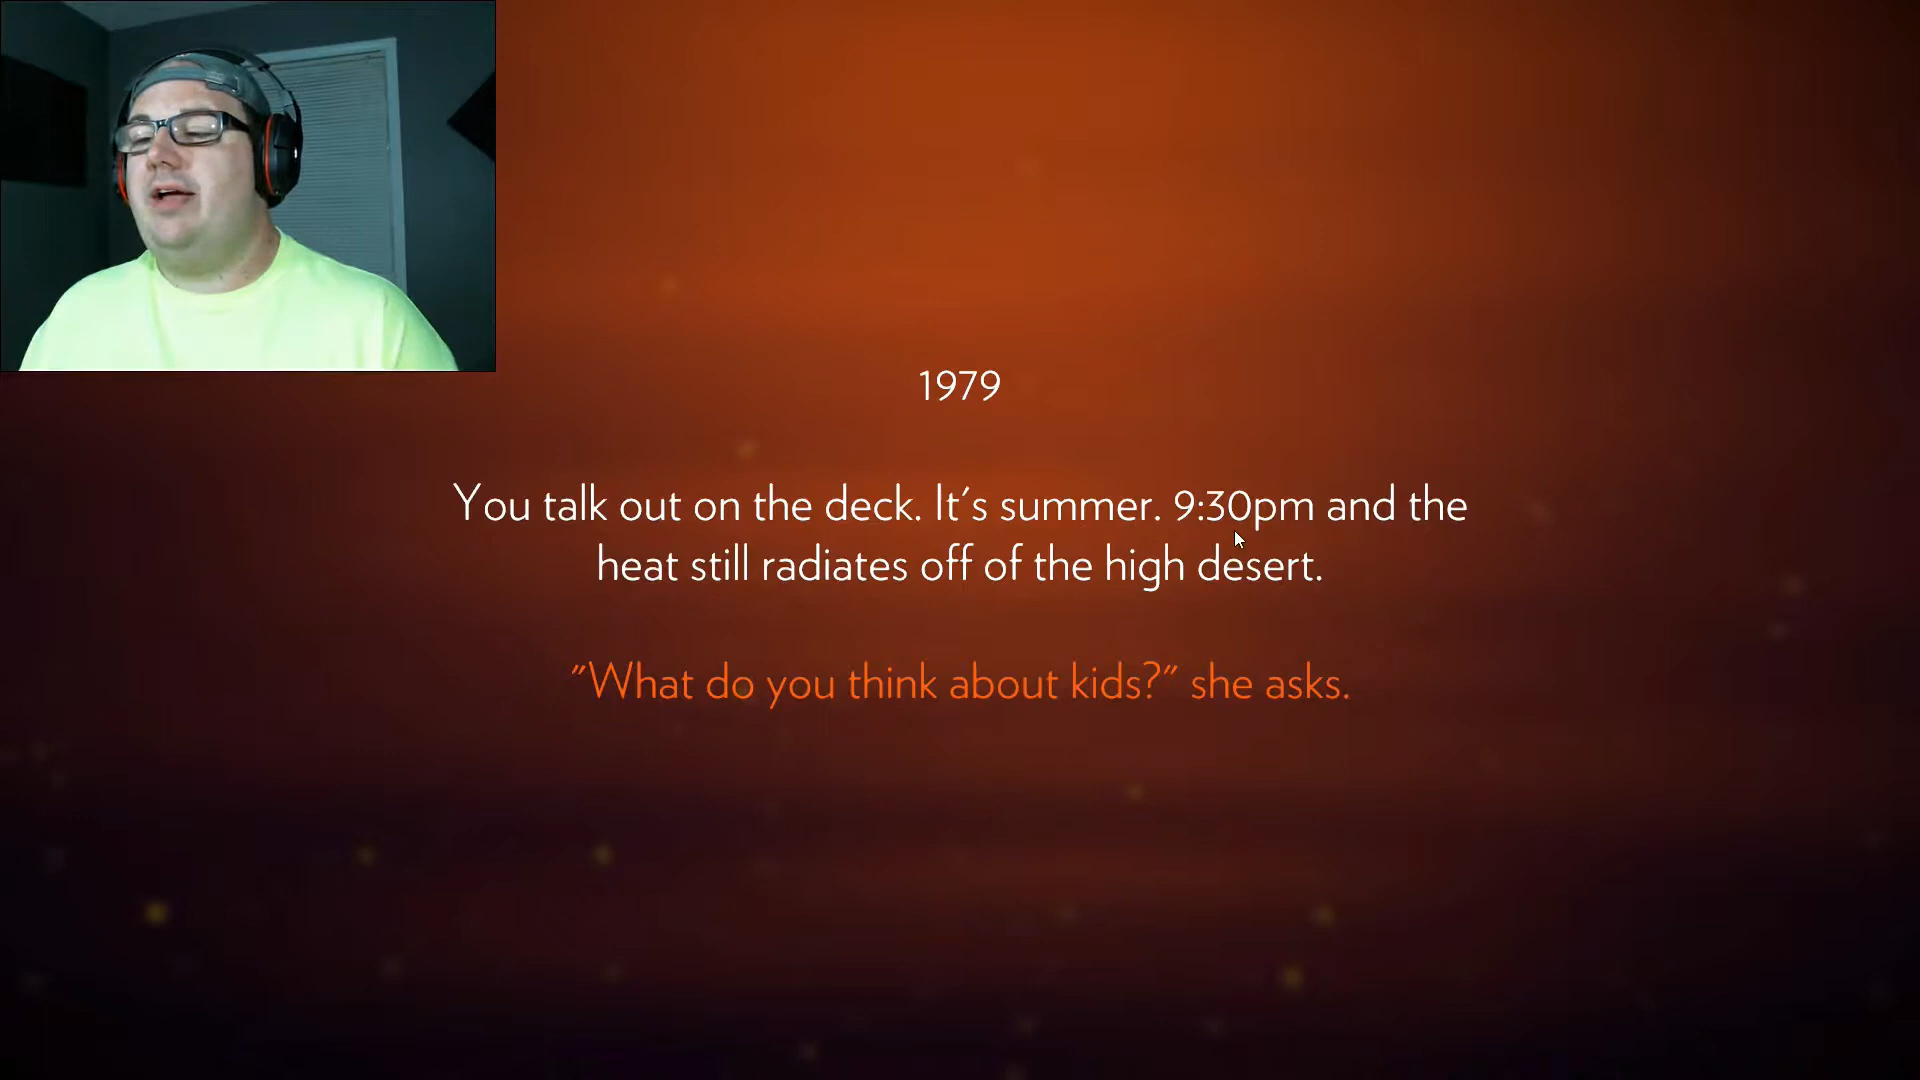 1979
You talk out on the deck. It's summer. 9:30pm and the
heat still radiates off of the high desert.
"What do you think about kids?" she asks.